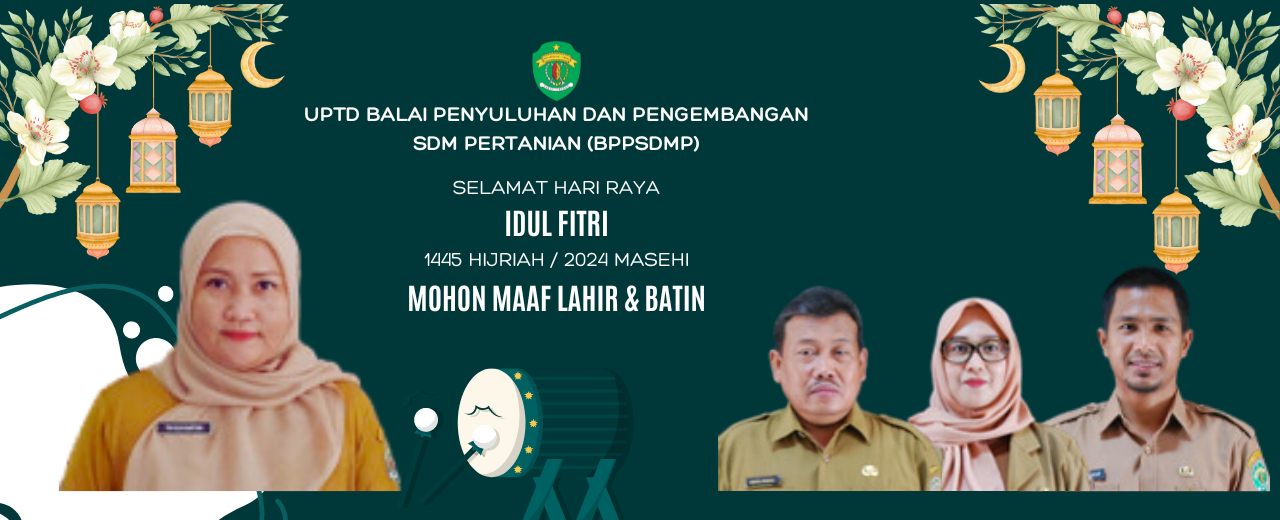 UPTD BALAI PENYULUHAN DAN PENGEMBANGAN
SDM PERTANIAN (BPPSDMP)
SELAMAT HARI RAYA
IDUL FITRI
1445 HIJRIAH / 2024 MASEHI
MOHON MAAF LAHIR & BATIN